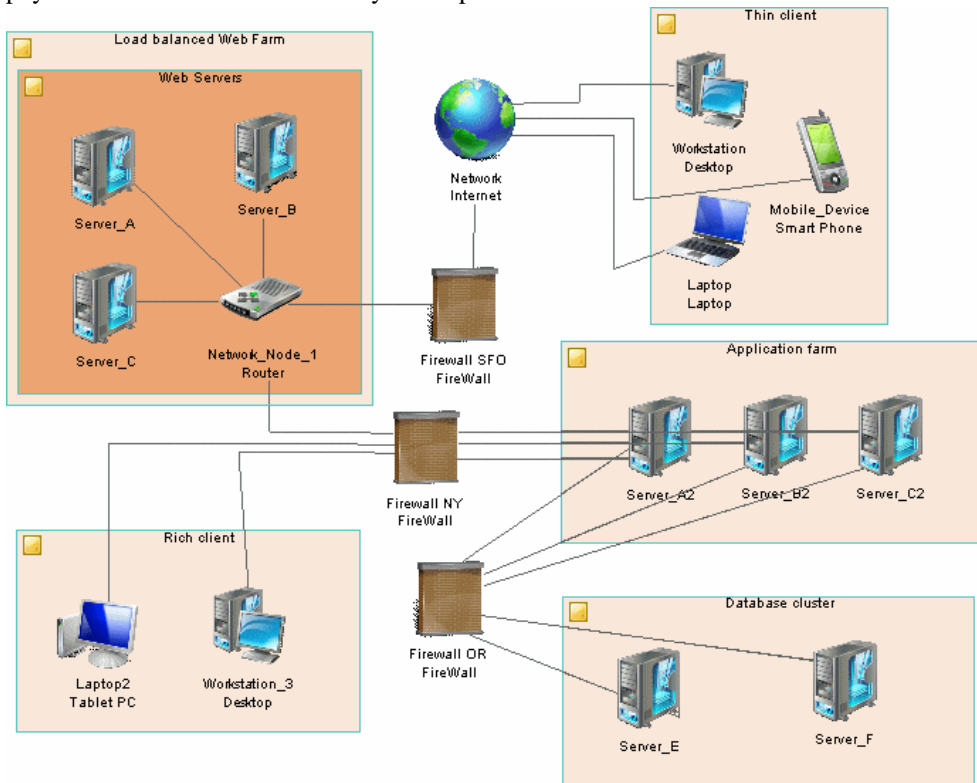 Load balanced Web Farm
Web Servers
Server_A
Server_B
Server_C
Network_Node_1
Router
Network
Internet
Firewall SFO
FireWall
Thin client
Workstation
Desktop
Mobile_Device
Smart Phone
Laptop
Laptop
Application farm
Server_A2
Server_B2
Server_C2
Firewall NY
FireWall
Rich client
Laptop2
Tablet PC
Workstation_3
Desktop
Firewall OR
FireWall
Database cluster
Server_E
Server_F